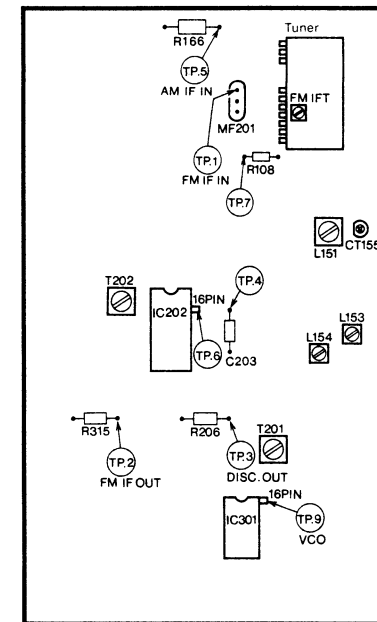 Tuner
R166
TP.5
AM IF IN
FM IFT
MF201
TP.1
FM IF IN
R108
TP.7
L151
CT155
T202
TP.4
16PIN
IC202
L153
L154
TP.6
C203
R315
R206
T201
TP.2
FM IF OUT
TP.3
DISC.OUT
16PIN
IC301
TP.9
VCO